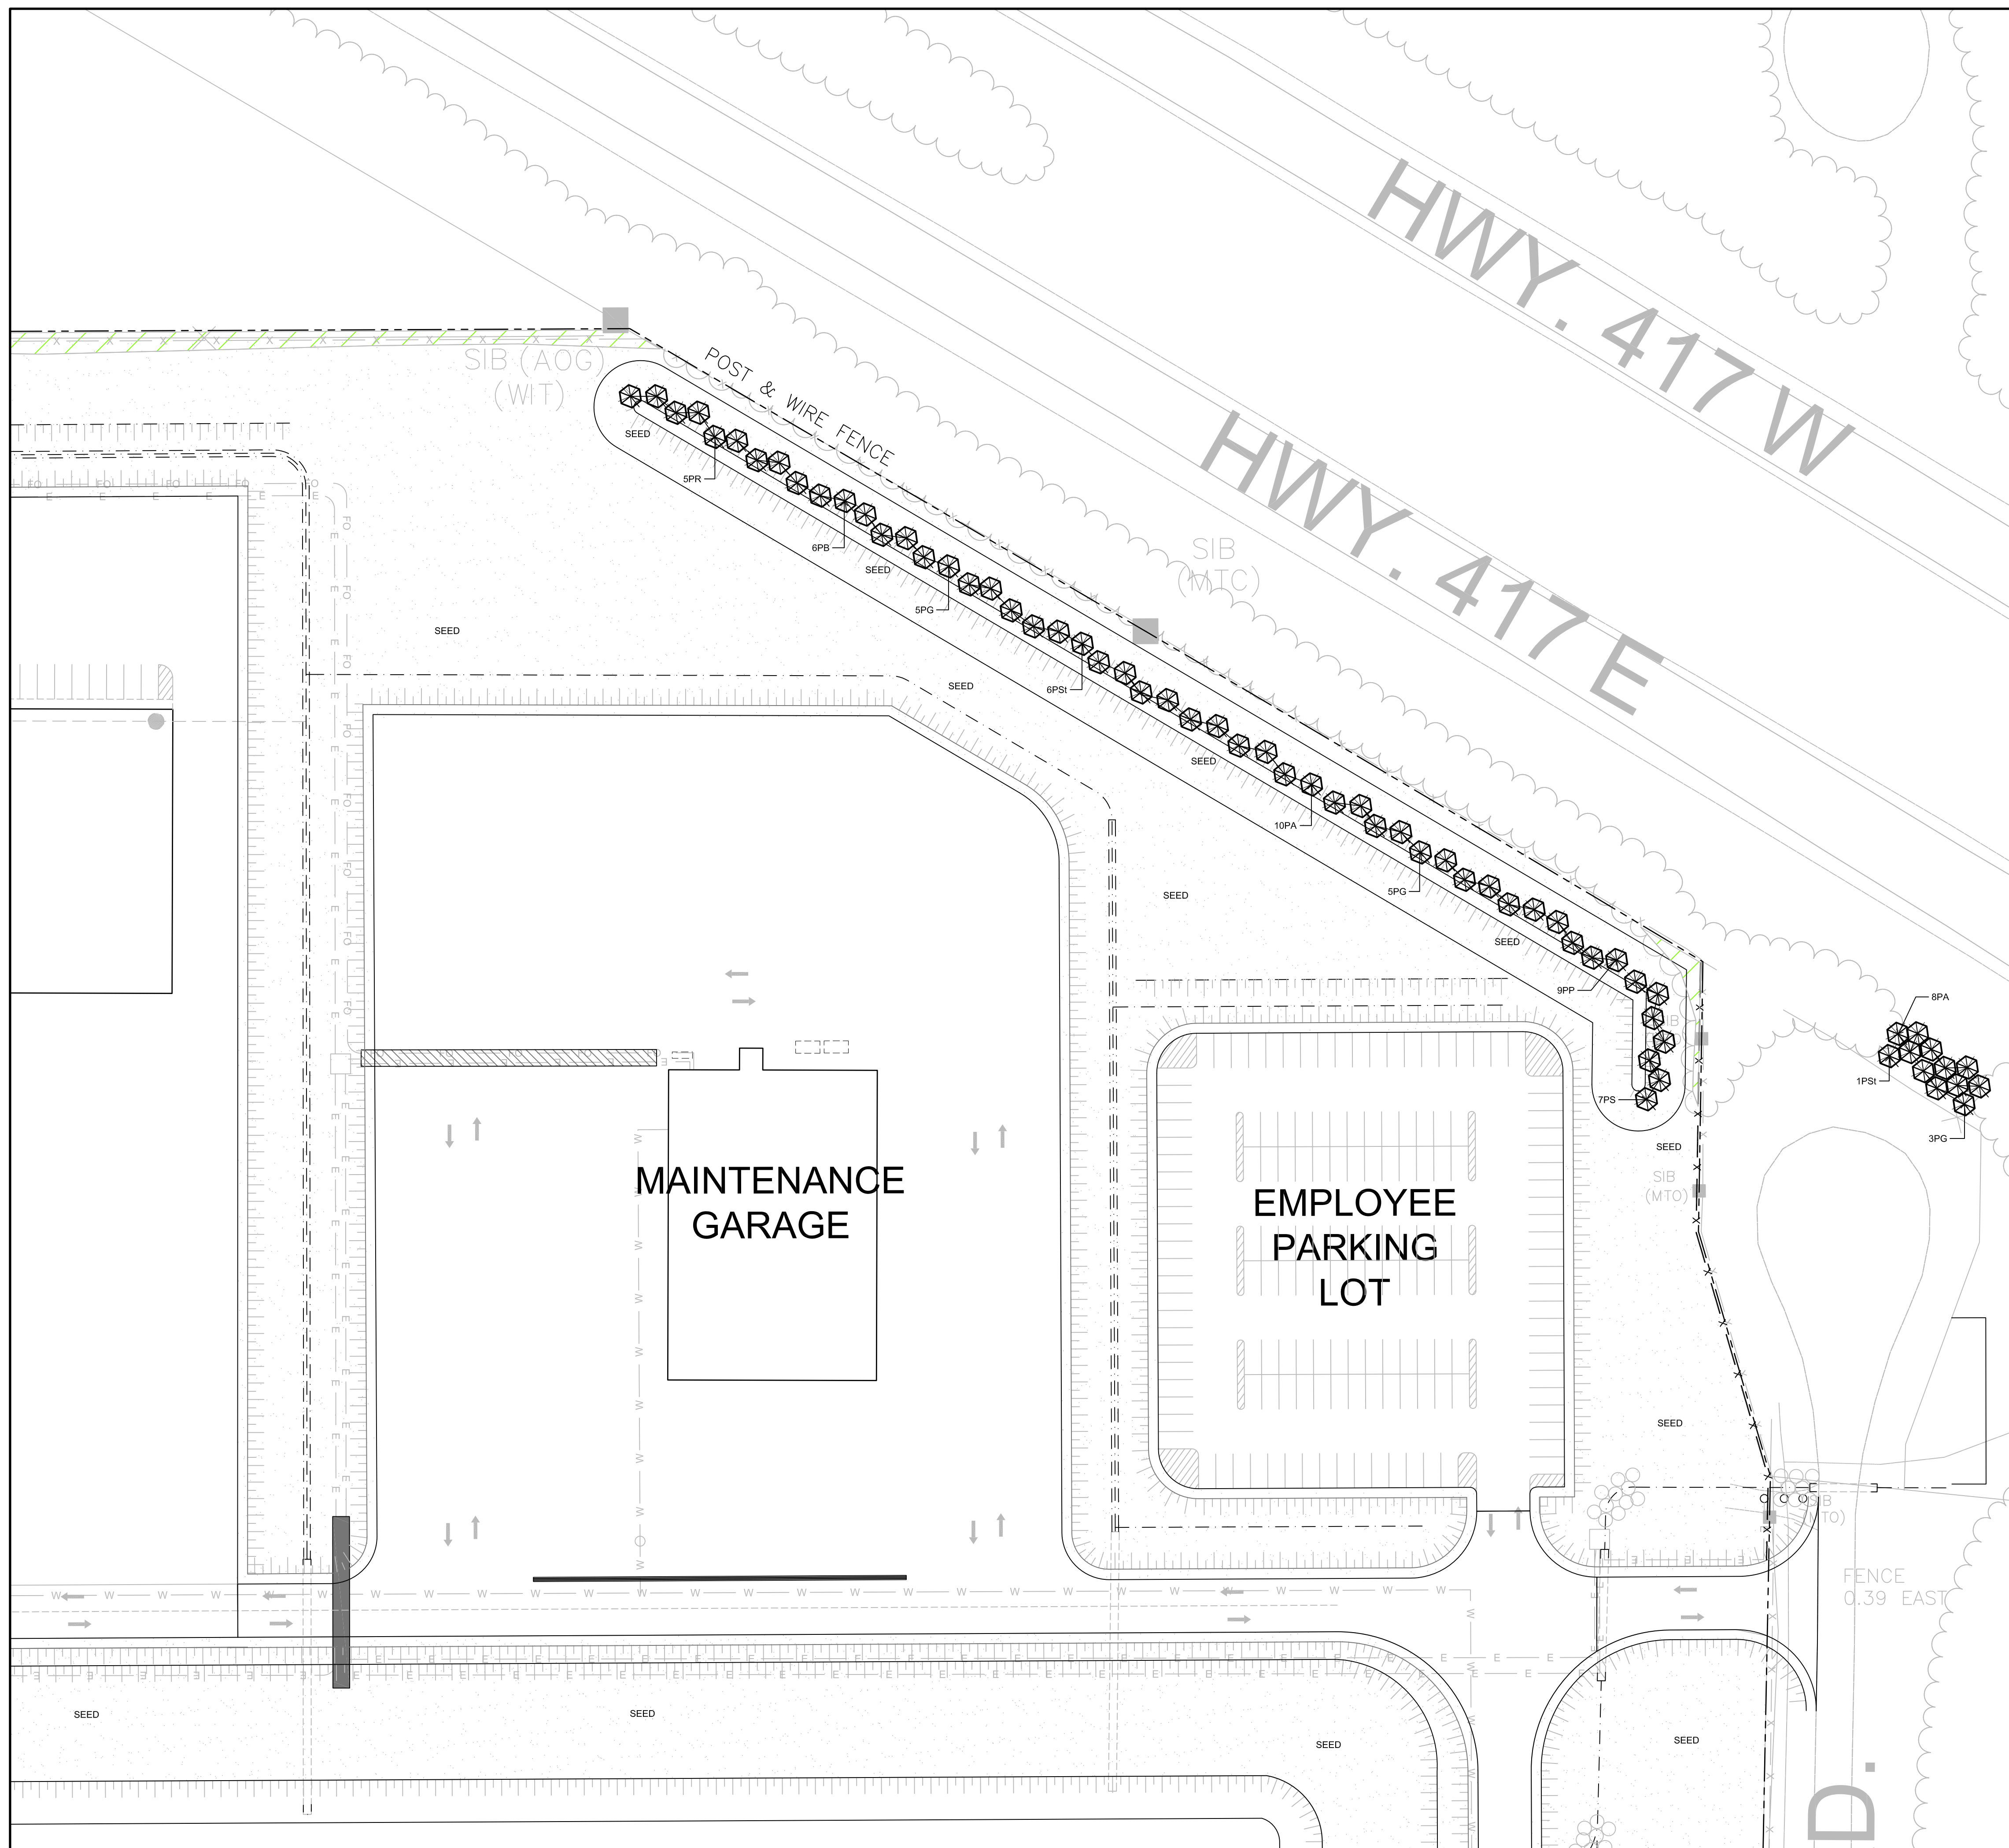 HWY. 417 W
HWY. 417 E
SIB (AOG)
(WIT)
POST & WIRE FENCE
SEED
5PR
6PB
SIB
(MTC)
SEED
5PG
SEED
SEED
6PSt
SEED
10PA
5PG
SEED
SEED
9PP
8PA
SIB
1PSt
7PS
3PG
SEED
SIB
(MTO)
MAINTENANCE
GARAGE
EMPLOYEE
PARKING
LOT
SEED
SIB
(MTO)
FENCE
0.39 EAST
SEED
SEED
SEED
SEED
D.